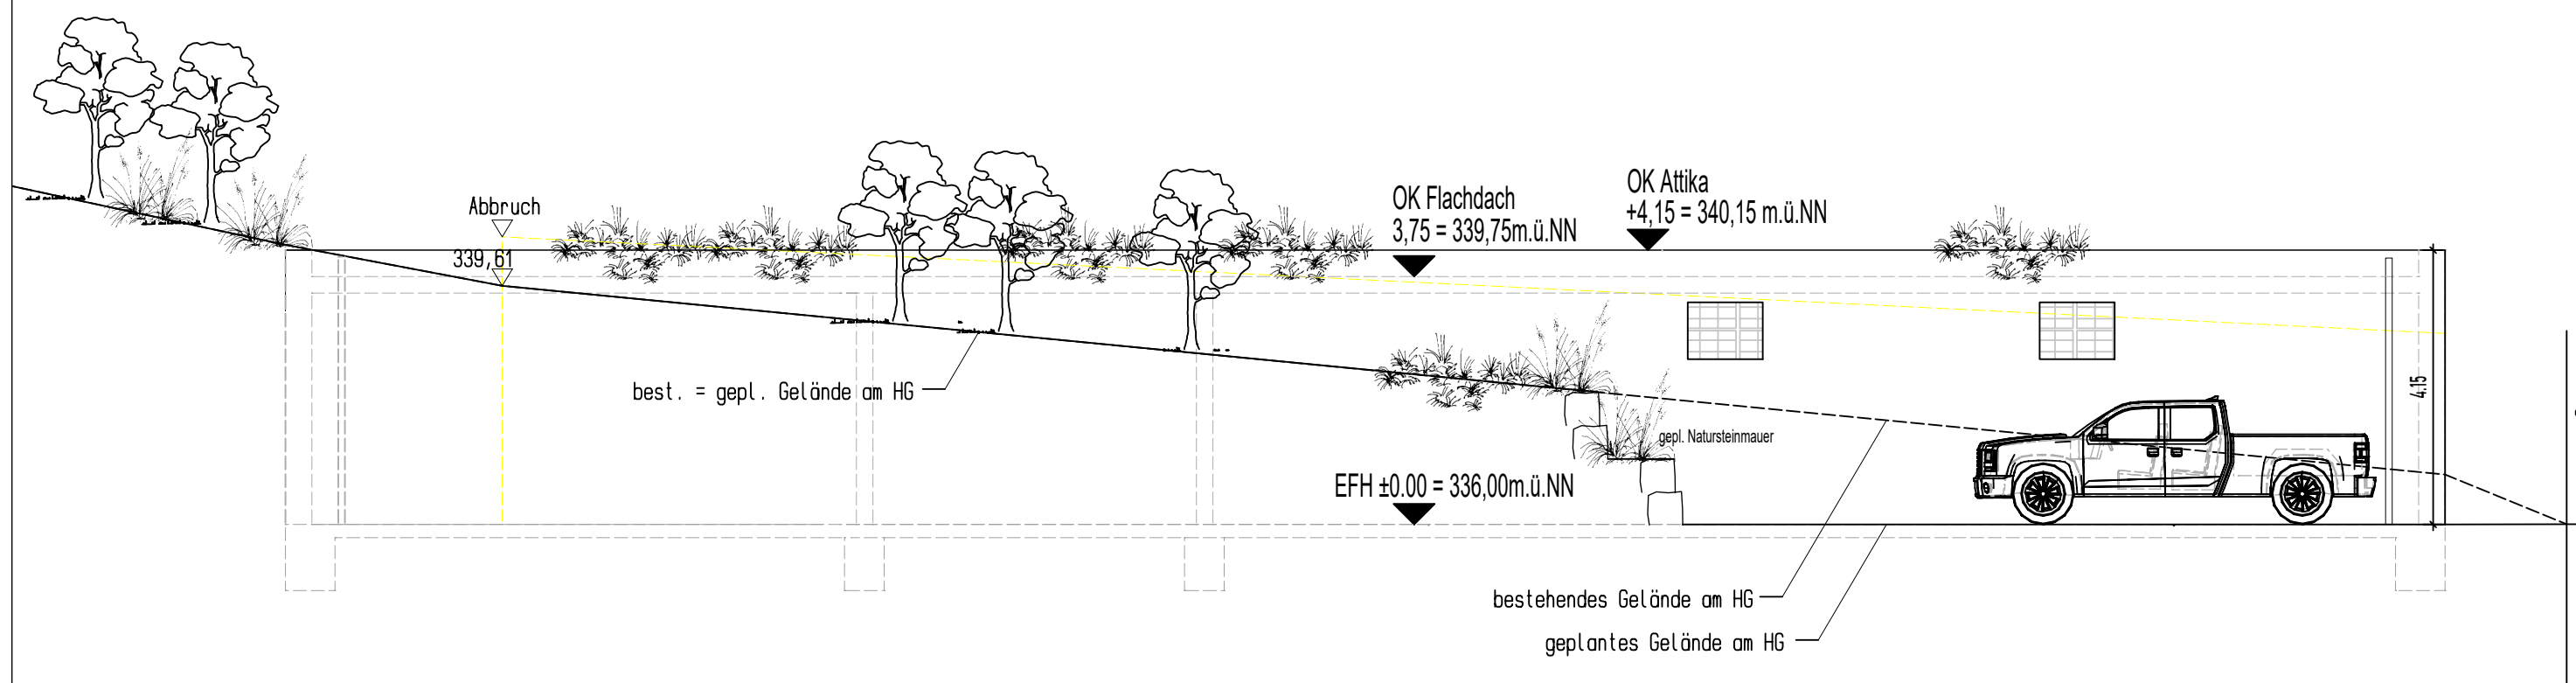 Abbruch
339,61
OK Flachdach
3,75 = 339,75m.ü.NN
OK Attika
+4,15 = 340,15 m.ü.NN
best. = gepl. Gelände am HG
4.15
gepl. Natursteinmauer
EFH ±0.00 = 336,00m.ü.NN
bestehendes Gelände am HG
geplantes Gelände am HG